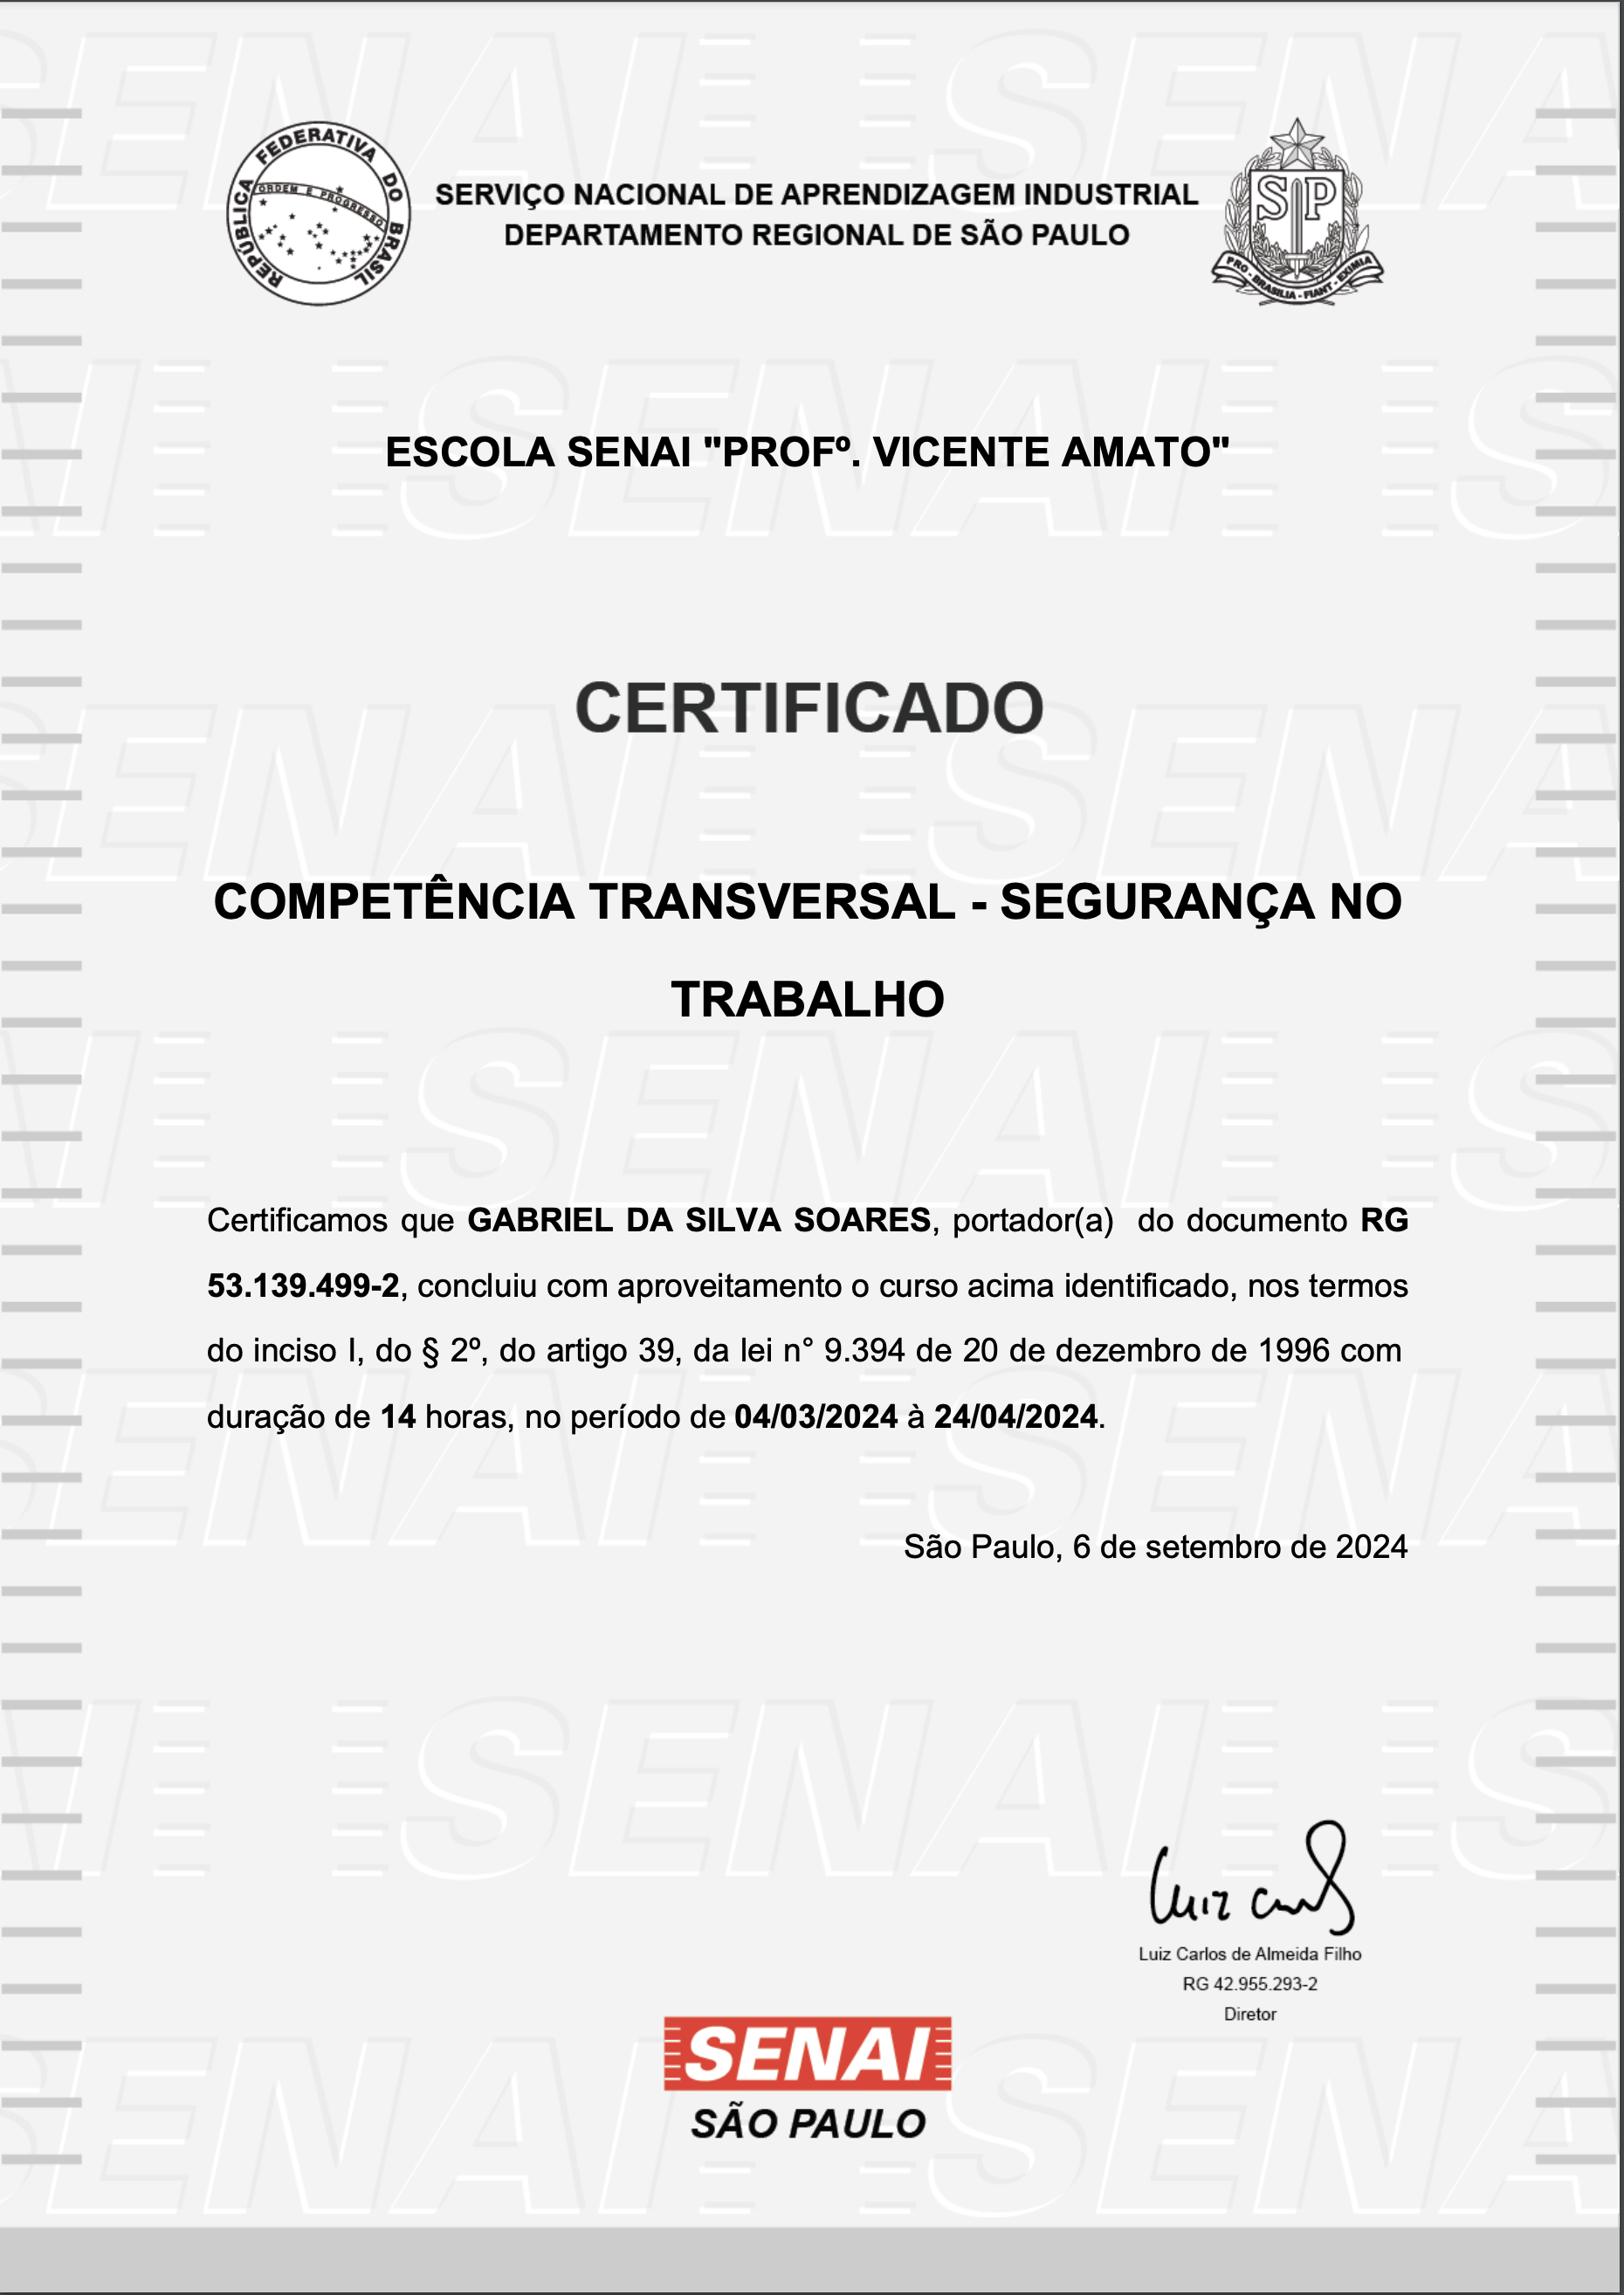 REPÚBLICA FEDERATIVA DO BRASIL
ORDEM E PROGRESSO
SERVIÇO NACIONAL DE APRENDIZAGEM INDUSTRIAL
DEPARTAMENTO REGIONAL DE SÃO PAULO
SP
PRO - BRASILIA - FIANT - EXIMIA
ESCOLA SENAI "PROFº. VICENTE AMATO"
CERTIFICADO
COMPETÊNCIA TRANSVERSAL - SEGURANÇA NO
TRABALHO
Certificamos que GABRIEL DA SILVA SOARES, portador(a) do documento RG
53.139.499-2, concluiu com aproveitamento o curso acima identificado, nos termos
do inciso I, do § 2º, do artigo 39, da lei n° 9.394 de 20 de dezembro de 1996 com
duração de 14 horas, no período de 04/03/2024 à 24/04/2024.
São Paulo, 6 de setembro de 2024
Luiz Carlos de Almeida Filho
RG 42.955.293-2
Diretor
SENAI
SÃO PAULO